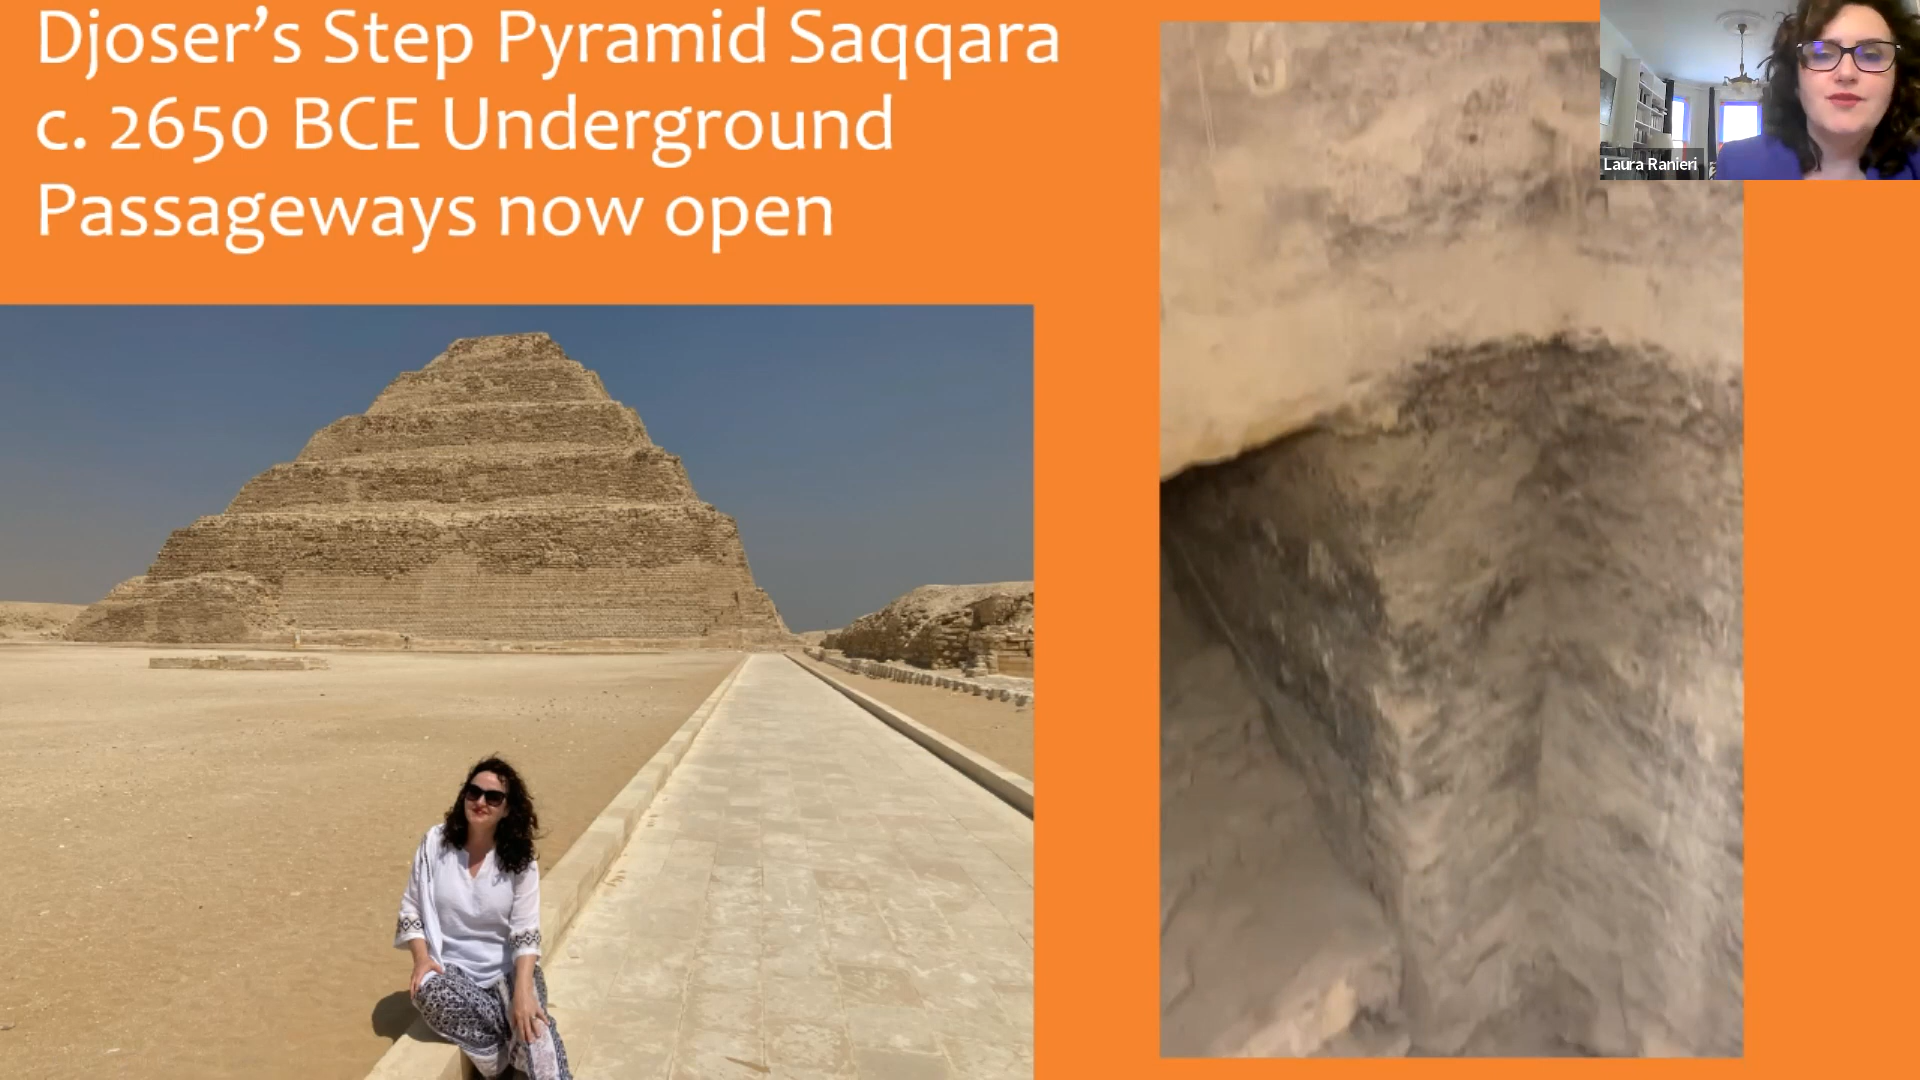 Djoser's Step Pyramid Saqqara
c. 2650 BCE Underground
Passageways now open
Laura Ranieri